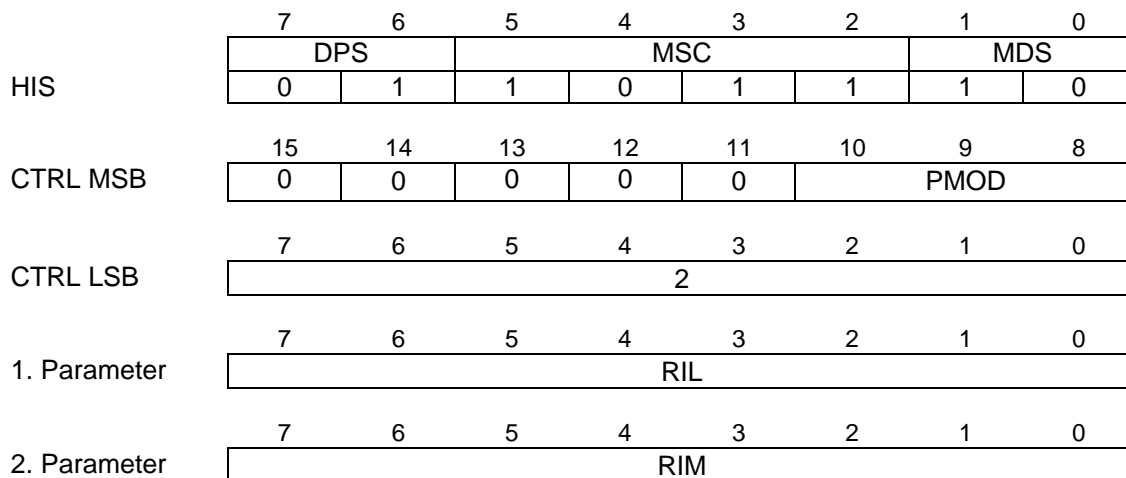 7 6 5 4 3 2 1 0
DPS MSC MDS
HIS 0 1 1 0 1 1 1 0
15 14 13 12 11 10 9 8
CTRL MSB 0 0 0 0 0 PMOD
7 6 5 4 3 2 1 0
CTRL LSB 2
7 6 5 4 3 2 1 0
1. Parameter RIL
7 6 5 4 3 2 1 0
2. Parameter RIM